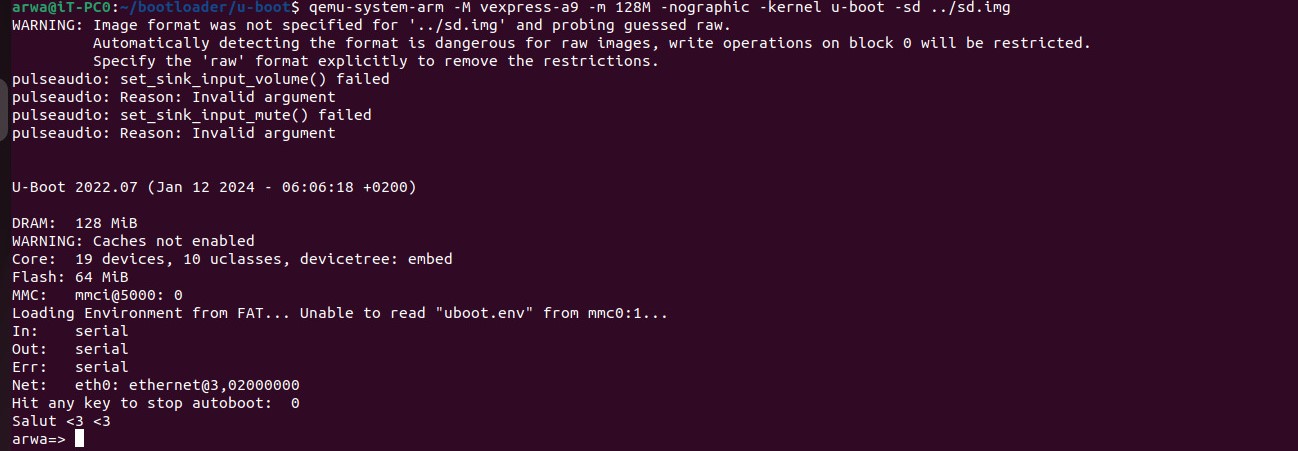 arwa@iT-PC0:~/bootloader/u-boot$ qemu-system-arm -M vexpress-a9 -m 128M -nographic -kernel u-boot -sd ../sd.img
WARNING: Image format was not specified for '../sd.img' and probing guessed raw.
         Automatically detecting the format is dangerous for raw images, write operations on block 0 will be restricted.
         Specify the 'raw' format explicitly to remove the restrictions.
pulseaudio: set_sink_input_volume() failed
pulseaudio: Reason: Invalid argument
pulseaudio: set_sink_input_mute() failed
pulseaudio: Reason: Invalid argument
U-Boot 2022.07 (Jan 12 2024 - 06:06:18 +0200)
DRAM:  128 MiB
WARNING: Caches not enabled
Core:  19 devices, 10 uclasses, devicetree: embed
Flash: 64 MiB
MMC:   mmci@5000: 0
Loading Environment from FAT... Unable to read "uboot.env" from mmc0:1...
In:    serial
Out:   serial
Err:   serial
Net:   eth0: ethernet@3,02000000
Hit any key to stop autoboot:  0
Salut <3 <3
arwa=>